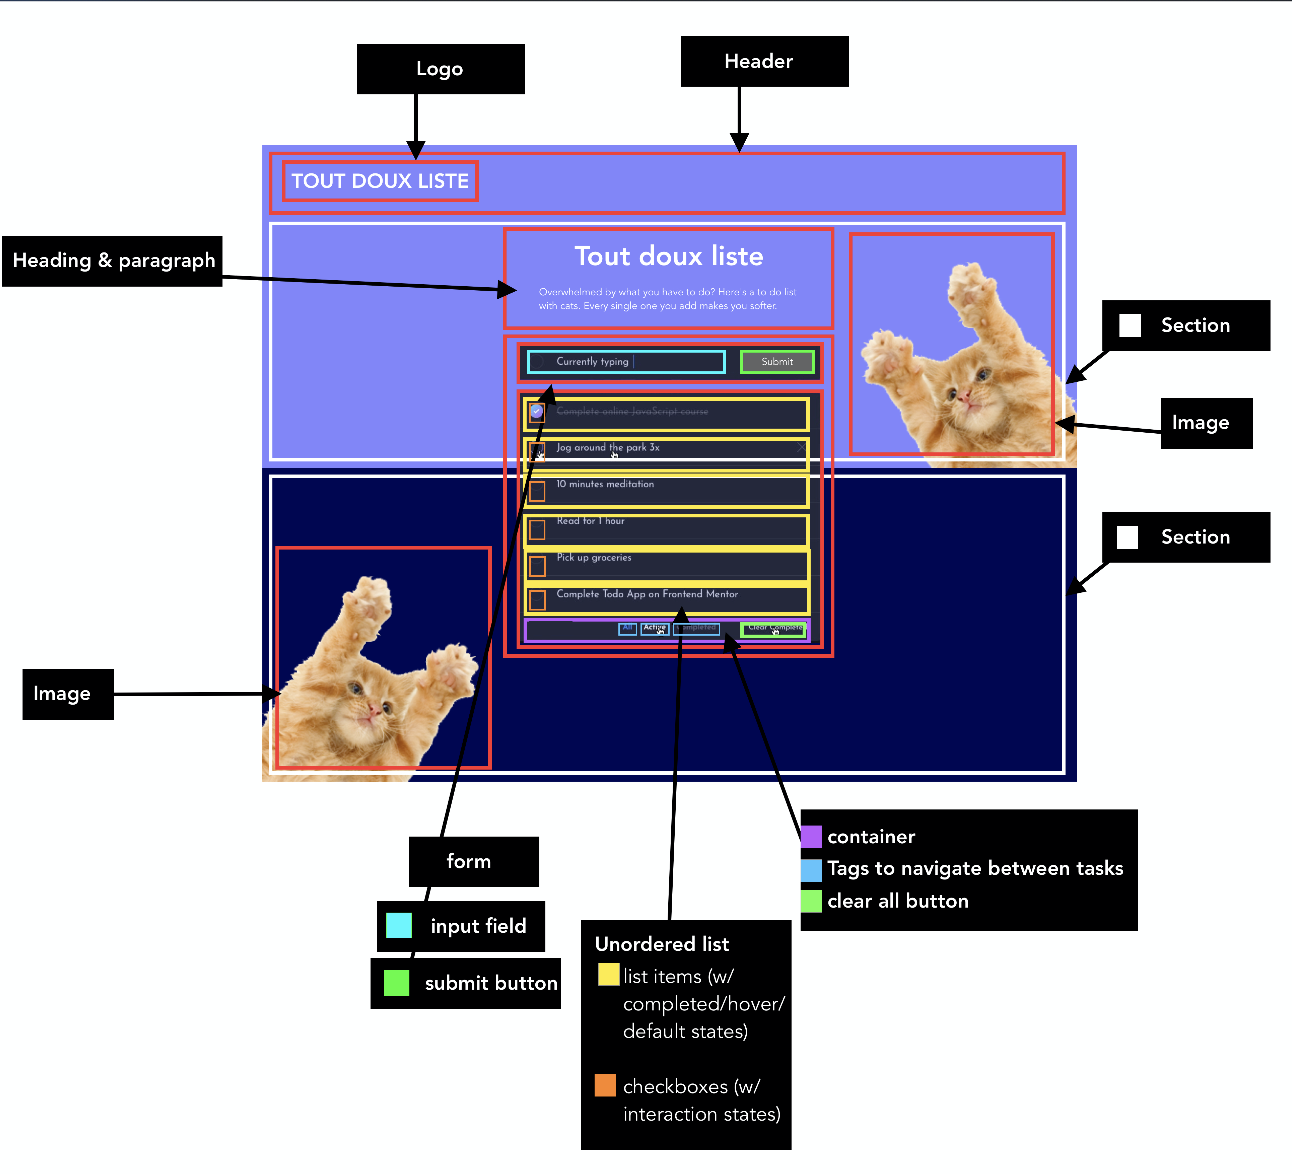 Logo
Header
TOUT DOUX LISTE
Heading & paragraph
Tout doux liste
Overwhelmed by what you have to do? Here s a to do list
with cats. Every single one you add makes you softer.
Section
Currently typing
Submit
Image
Complete online JavaScript course
Jog around the park 3x
10 minutes meditation
Read for 1 hour
Section
Pick up groceries
Complete Todo App on Frontend Mentor
All
Active
Completed
Clear Completed
Image
form
input field
submit button
container
Tags to navigate between tasks
clear all button
Unordered list
list items (w/
completed/hover/
default states)
checkboxes (w/
interaction states)